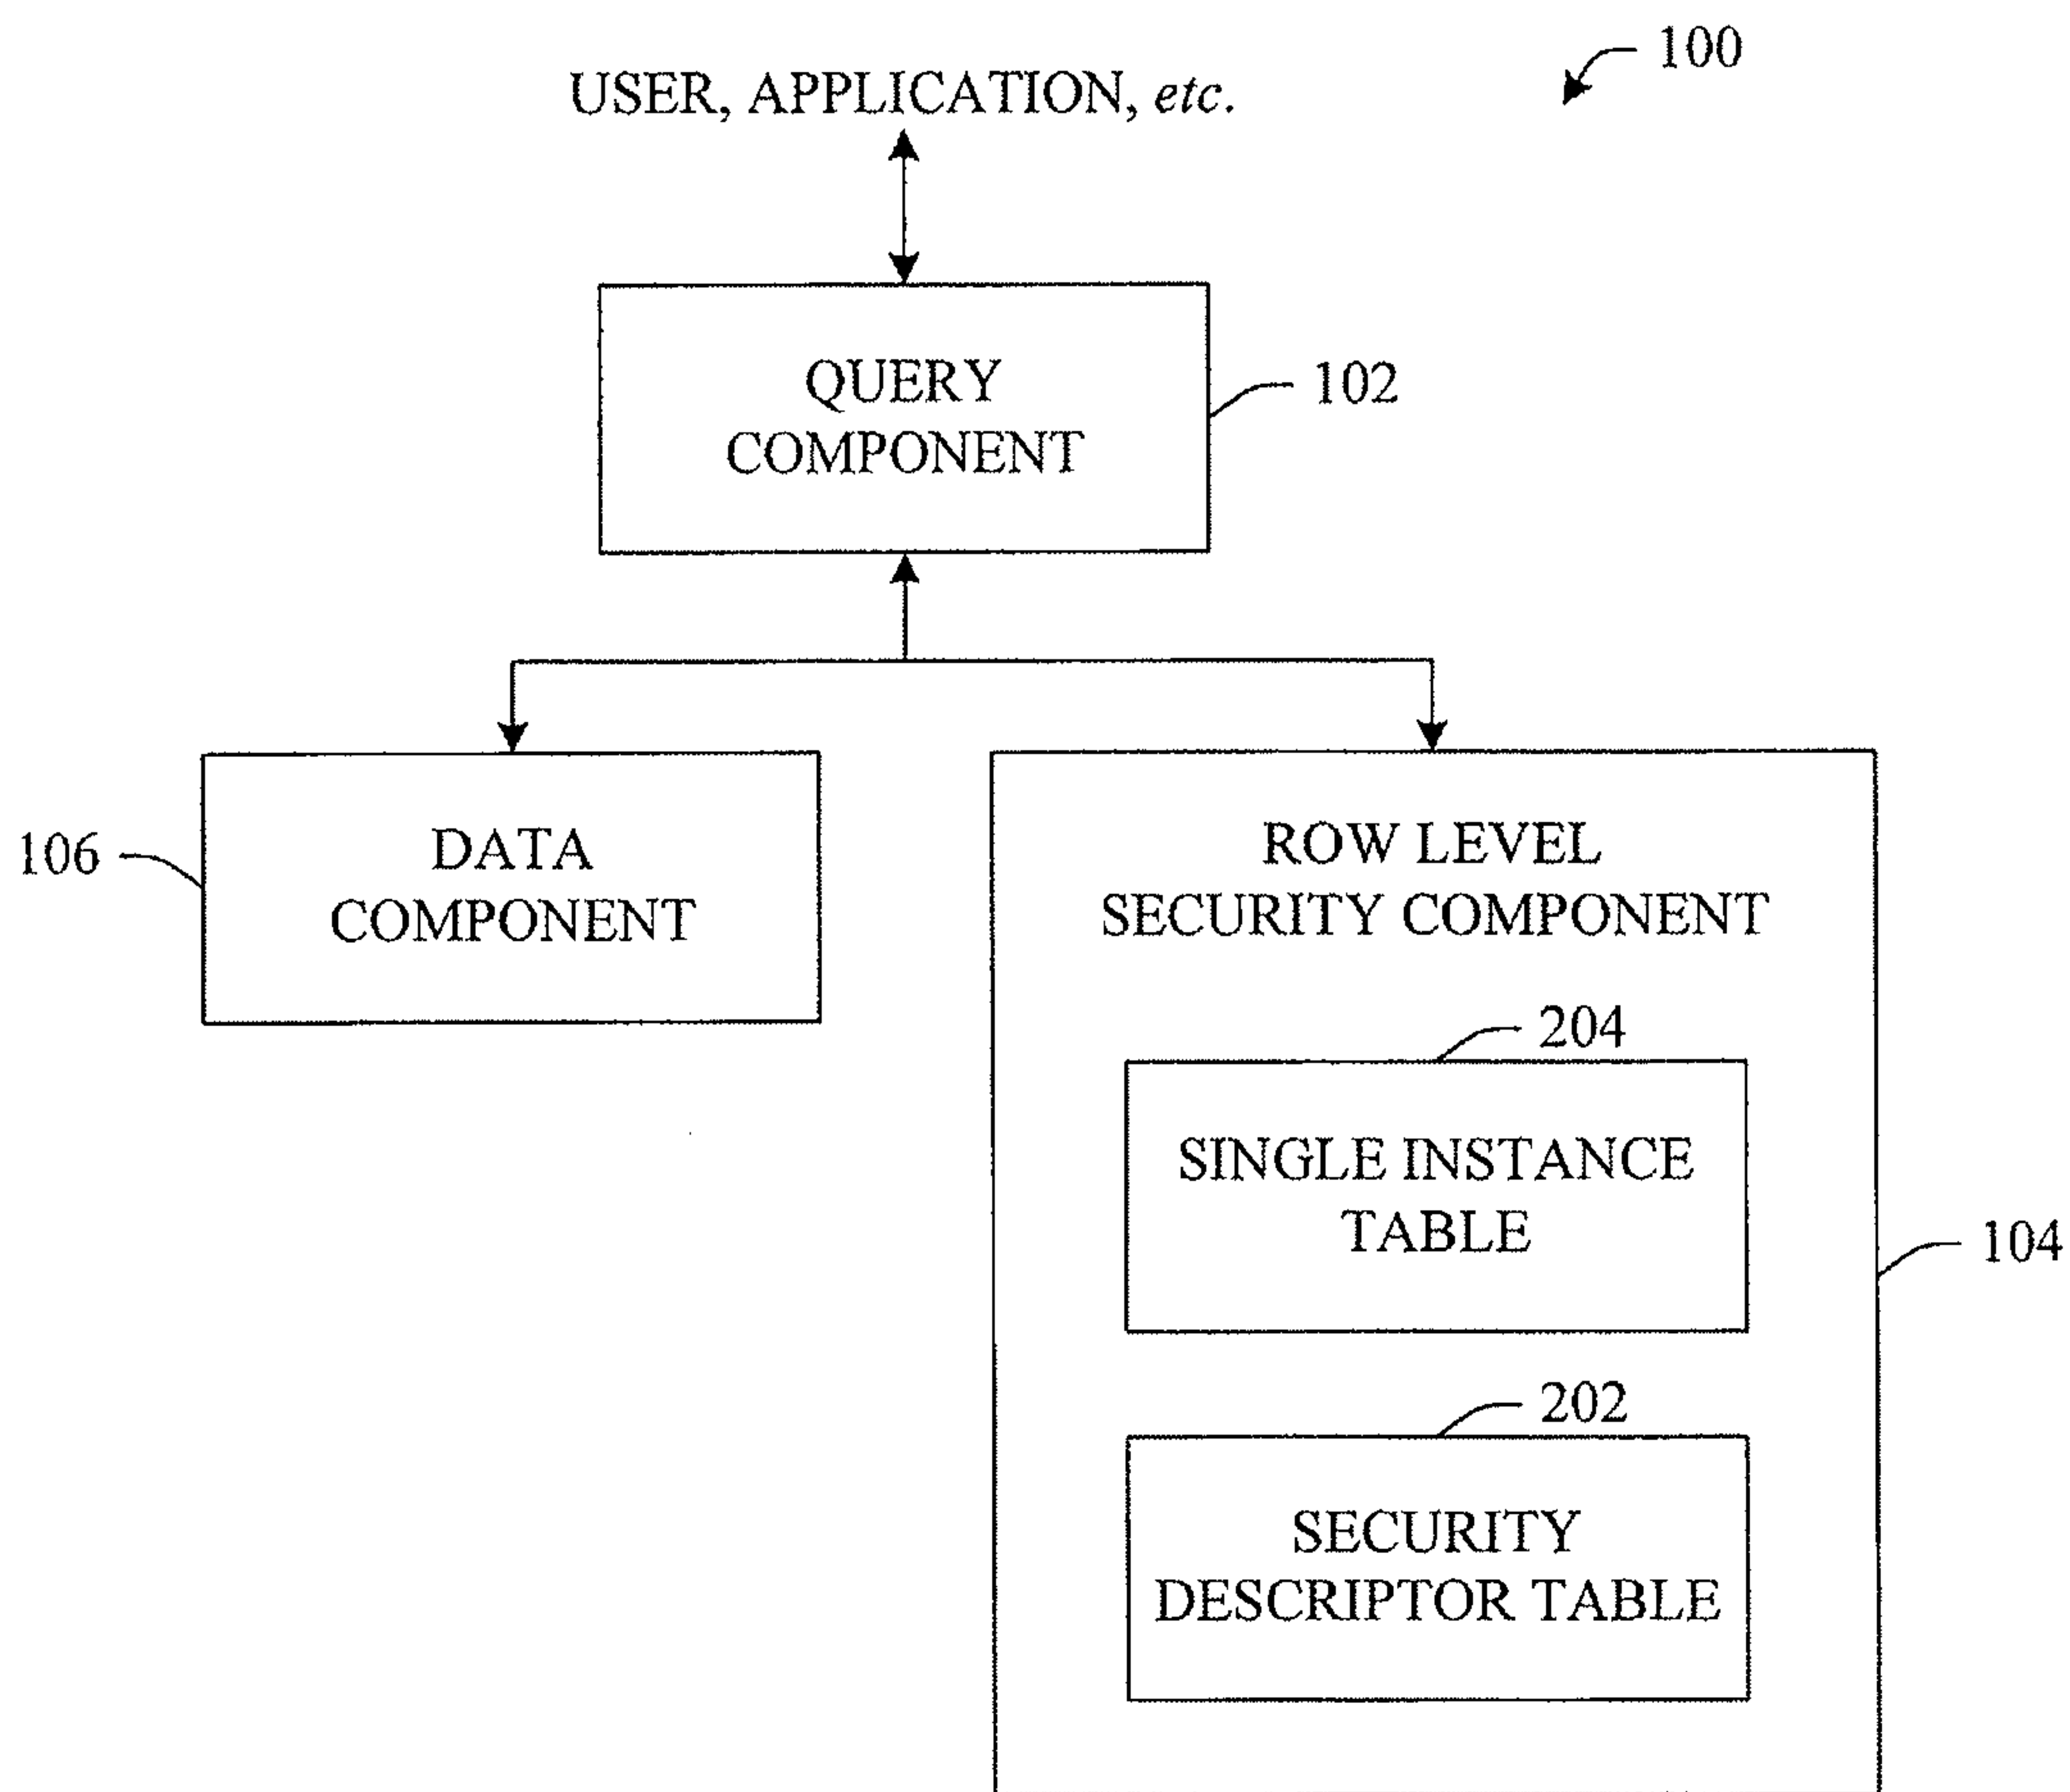 100
USER, APPLICATION, etc.
QUERY
COMPONENT
102
106
DATA
COMPONENT
ROW LEVEL
SECURITY COMPONENT
204
SINGLE INSTANCE
TABLE
104
202
SECURITY
DESCRIPTOR TABLE